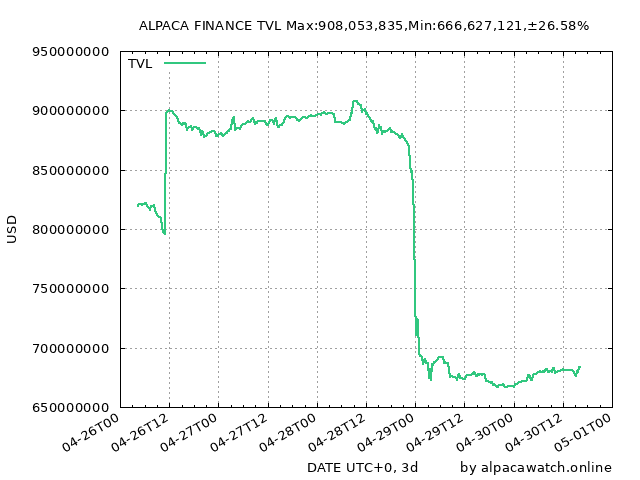 ALPACA FINANCE TVL Max:908,053,835,Min:666,627,121,±26.58%
950000000
TVL
900000000
850000000
800000000
USD
750000000
700000000
650000000
04-26T00
04-26T12
04-27T00
04-27T12
04-28T00
04-28T12
04-29T00
04-29T12
04-30T00
04-30T12
05-01T00
DATE UTC+0, 3d
by alpacawatch.online